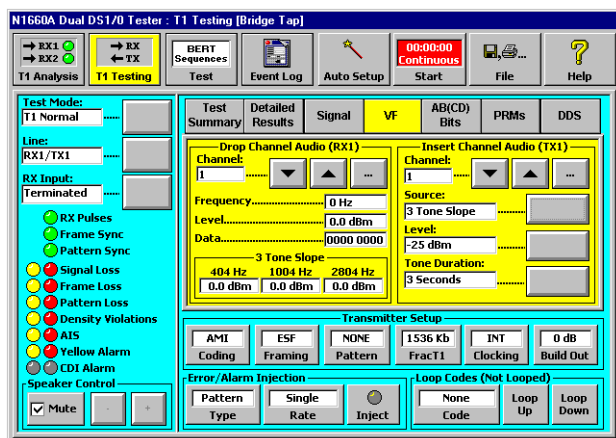 N1660A Dual DS1/0 Tester : T1 Testing [Bridge Tap]
→ RX1
→ RX2
T1 Analysis
→ RX
← TX
T1 Testing
BERT
Sequences
Test
Event Log
Auto Setup
00:00:00
Continuous
Start
File
Help
Test Mode:
T1 Normal
Line:
RX1/TX1
RX Input:
Terminated
RX Pulses
Frame Sync
Pattern Sync
Signal Loss
Frame Loss
Pattern Loss
Density Violations
AIS
Yellow Alarm
CDI Alarm
Speaker Control
Mute
-
+
Test Summary
Detailed Results
Signal
VF
AB(CD) Bits
PRMs
DDS
Drop Channel Audio (RX1)
Channel:
1
...
Frequency 0 Hz
Level 0.0 dBm
Data 0000 0000
3 Tone Slope
404 Hz 1004 Hz 2804 Hz
0.0 dBm 0.0 dBm 0.0 dBm
Insert Channel Audio (TX1)
Channel:
1
...
Source:
3 Tone Slope
Level:
-25 dBm
Tone Duration:
3 Seconds
Transmitter Setup
AMI ESF NONE 1536 Kb INT 0 dB
Coding Framing Pattern FracT1 Clocking Build Out
Error/Alarm Injection
Pattern Single
Type Rate Inject
Loop Codes (Not Looped)
None
Code
Loop Up
Loop Down